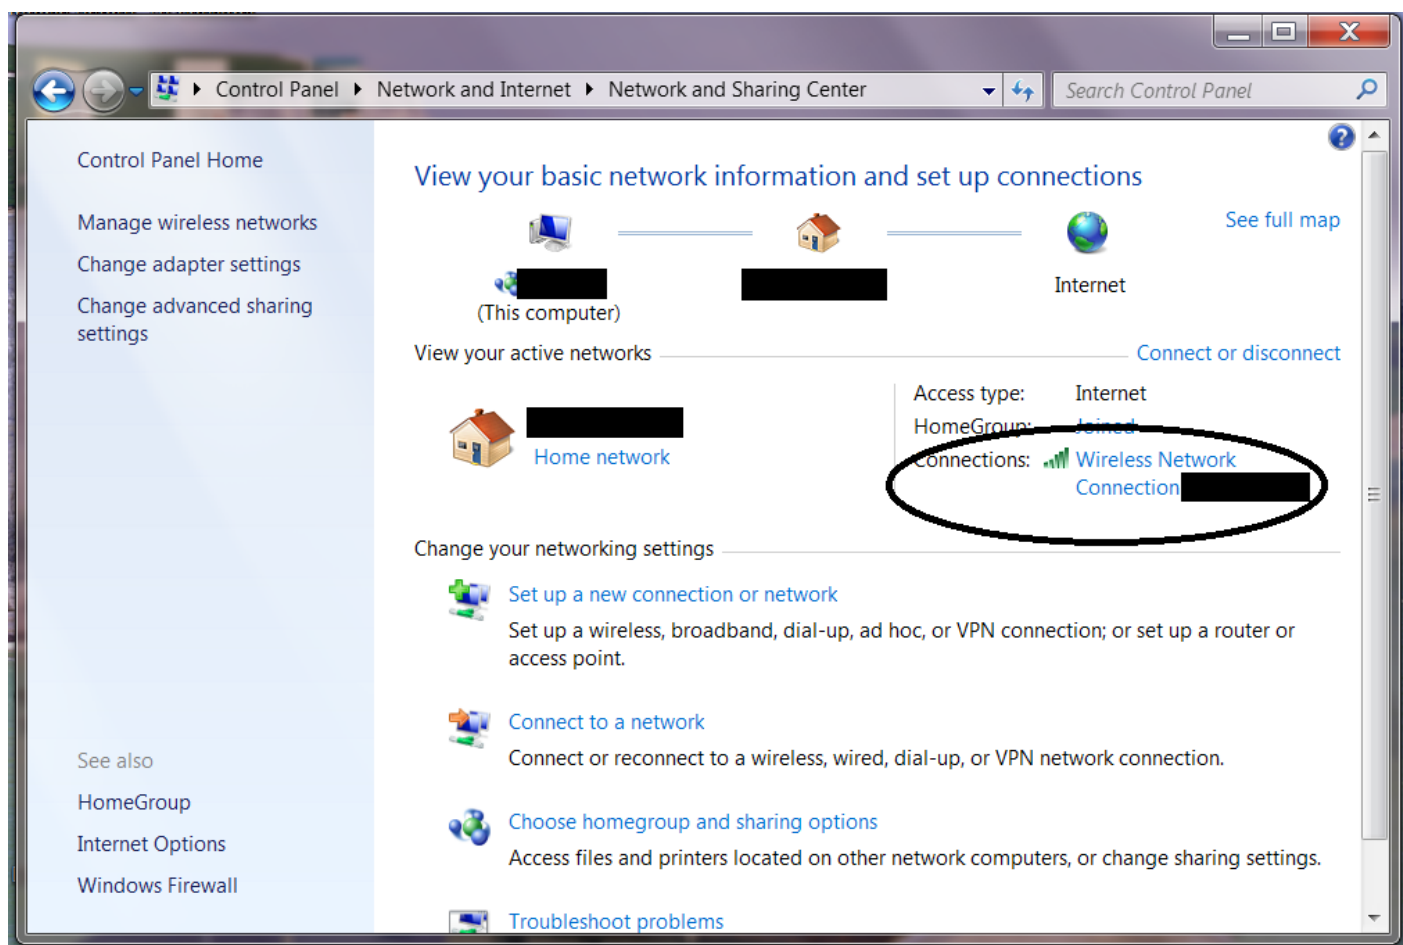 Control Panel
Network and Internet
Network and Sharing Center
Search Control Panel
Control Panel Home
Manage wireless networks
Change adapter settings
Change advanced sharing
settings
View your basic network information and set up connections
See full map
(This computer)
Internet
View your active networks
Connect or disconnect
Home network
Access type: Internet
HomeGroup: Joined
Connections: Wireless Network
Connection
Change your networking settings
Set up a new connection or network
Set up a wireless, broadband, dial-up, ad hoc, or VPN connection; or set up a router or
access point.
Connect to a network
Connect or reconnect to a wireless, wired, dial-up, or VPN network connection.
Choose homegroup and sharing options
Access files and printers located on other network computers, or change sharing settings.
Troubleshoot problems
See also
HomeGroup
Internet Options
Windows Firewall